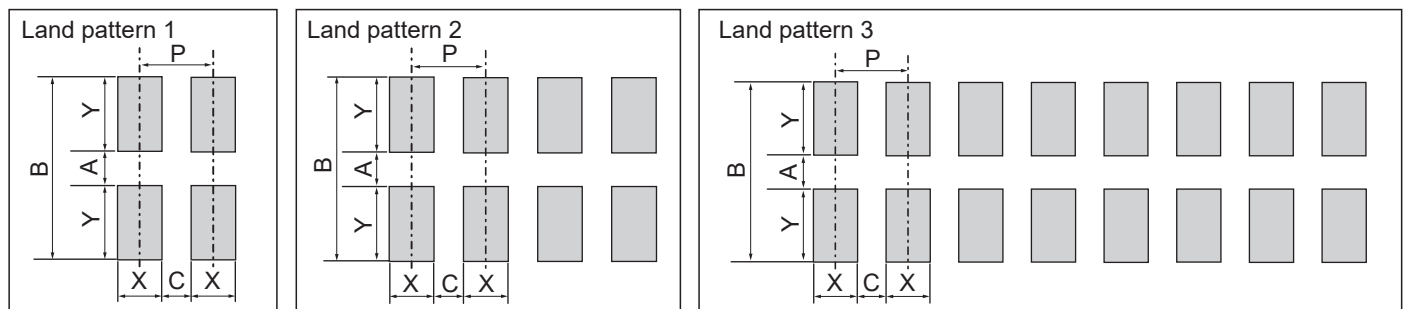 Land pattern 1
P
B
Y
A
Y
X C X
Land pattern 2
P
B
Y
A
Y
X C X
Land pattern 3
P
B
Y
A
Y
X C X